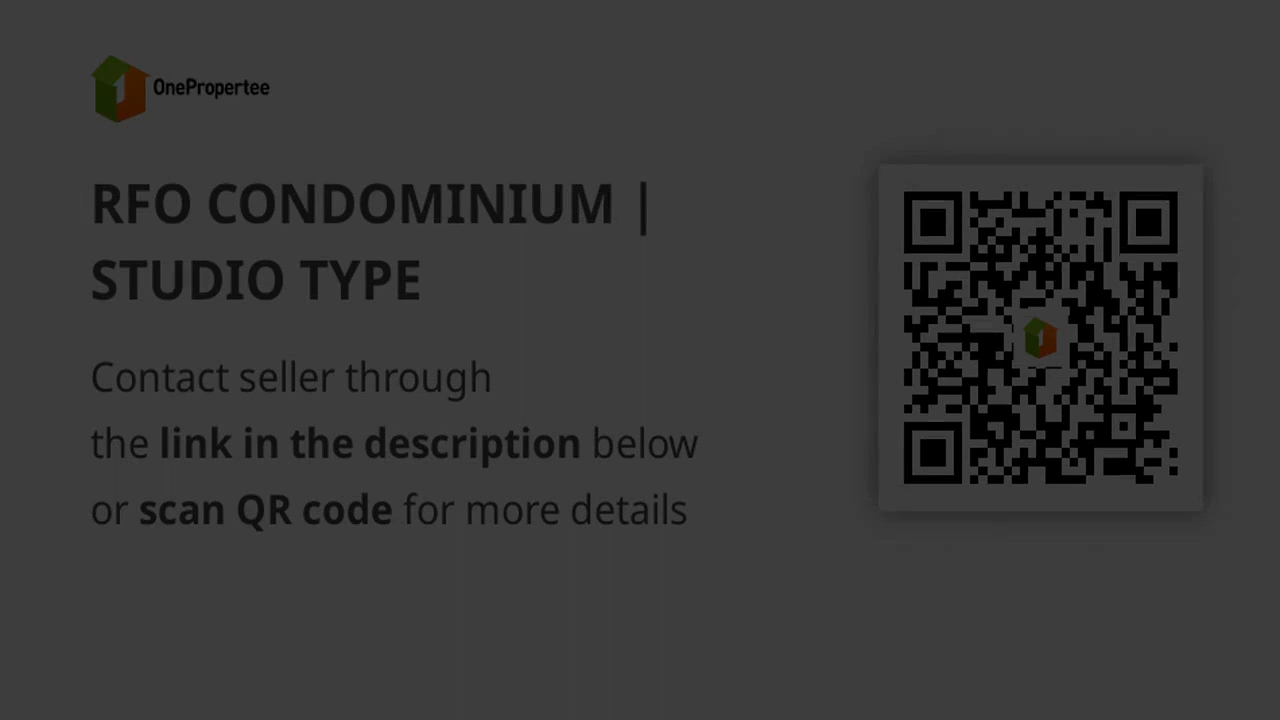 OnePropertee
RFO CONDOMINIUM |
STUDIO TYPE
Contact seller through
the link in the description below
or scan QR code for more details